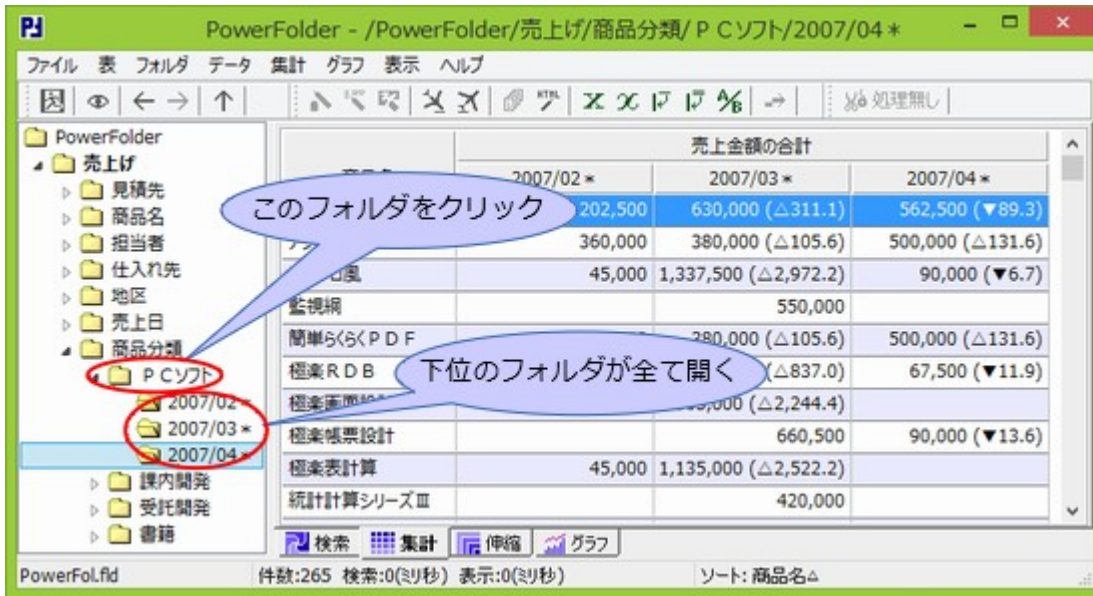 PowerFolder - /PowerFolder/売上げ/商品分類/ＰＣソフト/2007/04＊
ファイル 表 フォルダ データ 集計 グラフ 表示 ヘルプ
処理無し
PowerFolder
売上げ
見積先
商品名
担当者
仕入れ先
地区
売上日
商品分類
ＰＣソフト
2007/02＊
2007/03＊
2007/04＊
課内開発
受託開発
書籍
このフォルダをクリック
下位のフォルダが全て開く
売上金額の合計
2007/02＊ 2007/03＊ 2007/04＊
202,500 630,000 (△311.1) 562,500 (▼89.3)
360,000 380,000 (△105.6) 500,000 (△131.6)
45,000 1,337,500 (△2,972.2) 90,000 (▼6.7)
監視網 550,000
簡単らくらくＰＤＦ 380,000 (△105.6) 500,000 (△131.6)
極楽ＲＤＢ (△837.0) 67,500 (▼11.9)
(△2,244.4)
極楽帳票設計 660,500 90,000 (▼13.6)
極楽表計算 45,000 1,135,000 (△2,522.2)
統計計算シリーズⅢ 420,000
検索 集計 伸縮 グラフ
PowerFol.fld 件数:265 検索:0(ミリ秒) 表示:0(ミリ秒) ソート: 商品名△